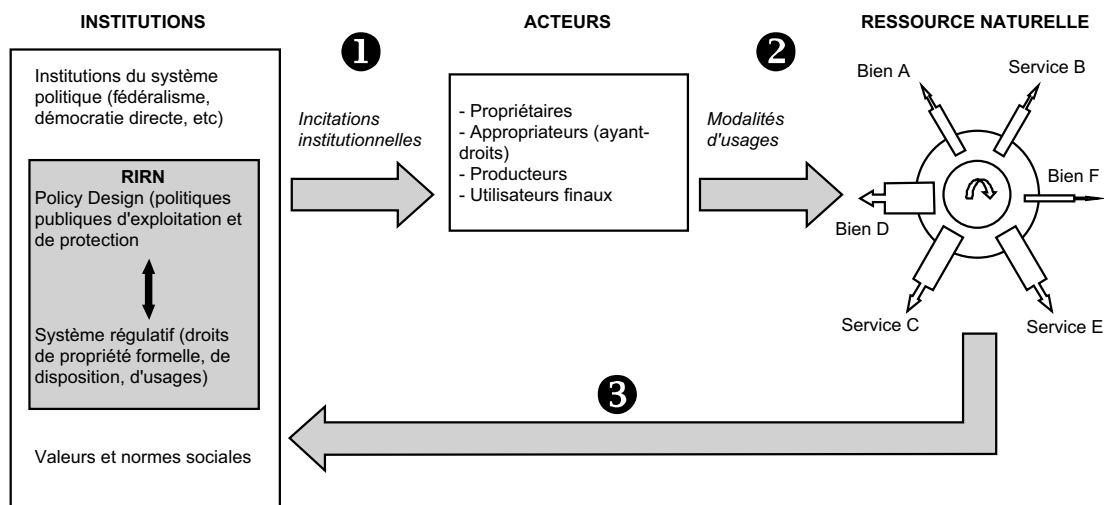 INSTITUTIONS
ACTEURS
RESSOURCE NATURELLE
❶
❷
Institutions du système
politique (fédéralisme,
démocratie directe, etc)
RIRN
Policy Design (politiques
publiques d'exploitation et
de protection
Système régulatif (droits
de propriété formelle, de
disposition, d'usages)
Valeurs et normes sociales
Incitations
institutionnelles
- Propriétaires
- Appropriateurs (ayant-
droits)
- Producteurs
- Utilisateurs finaux
Modalités
d'usages
Bien A
Service B
Bien F
Bien D
Service C
Service E
❸